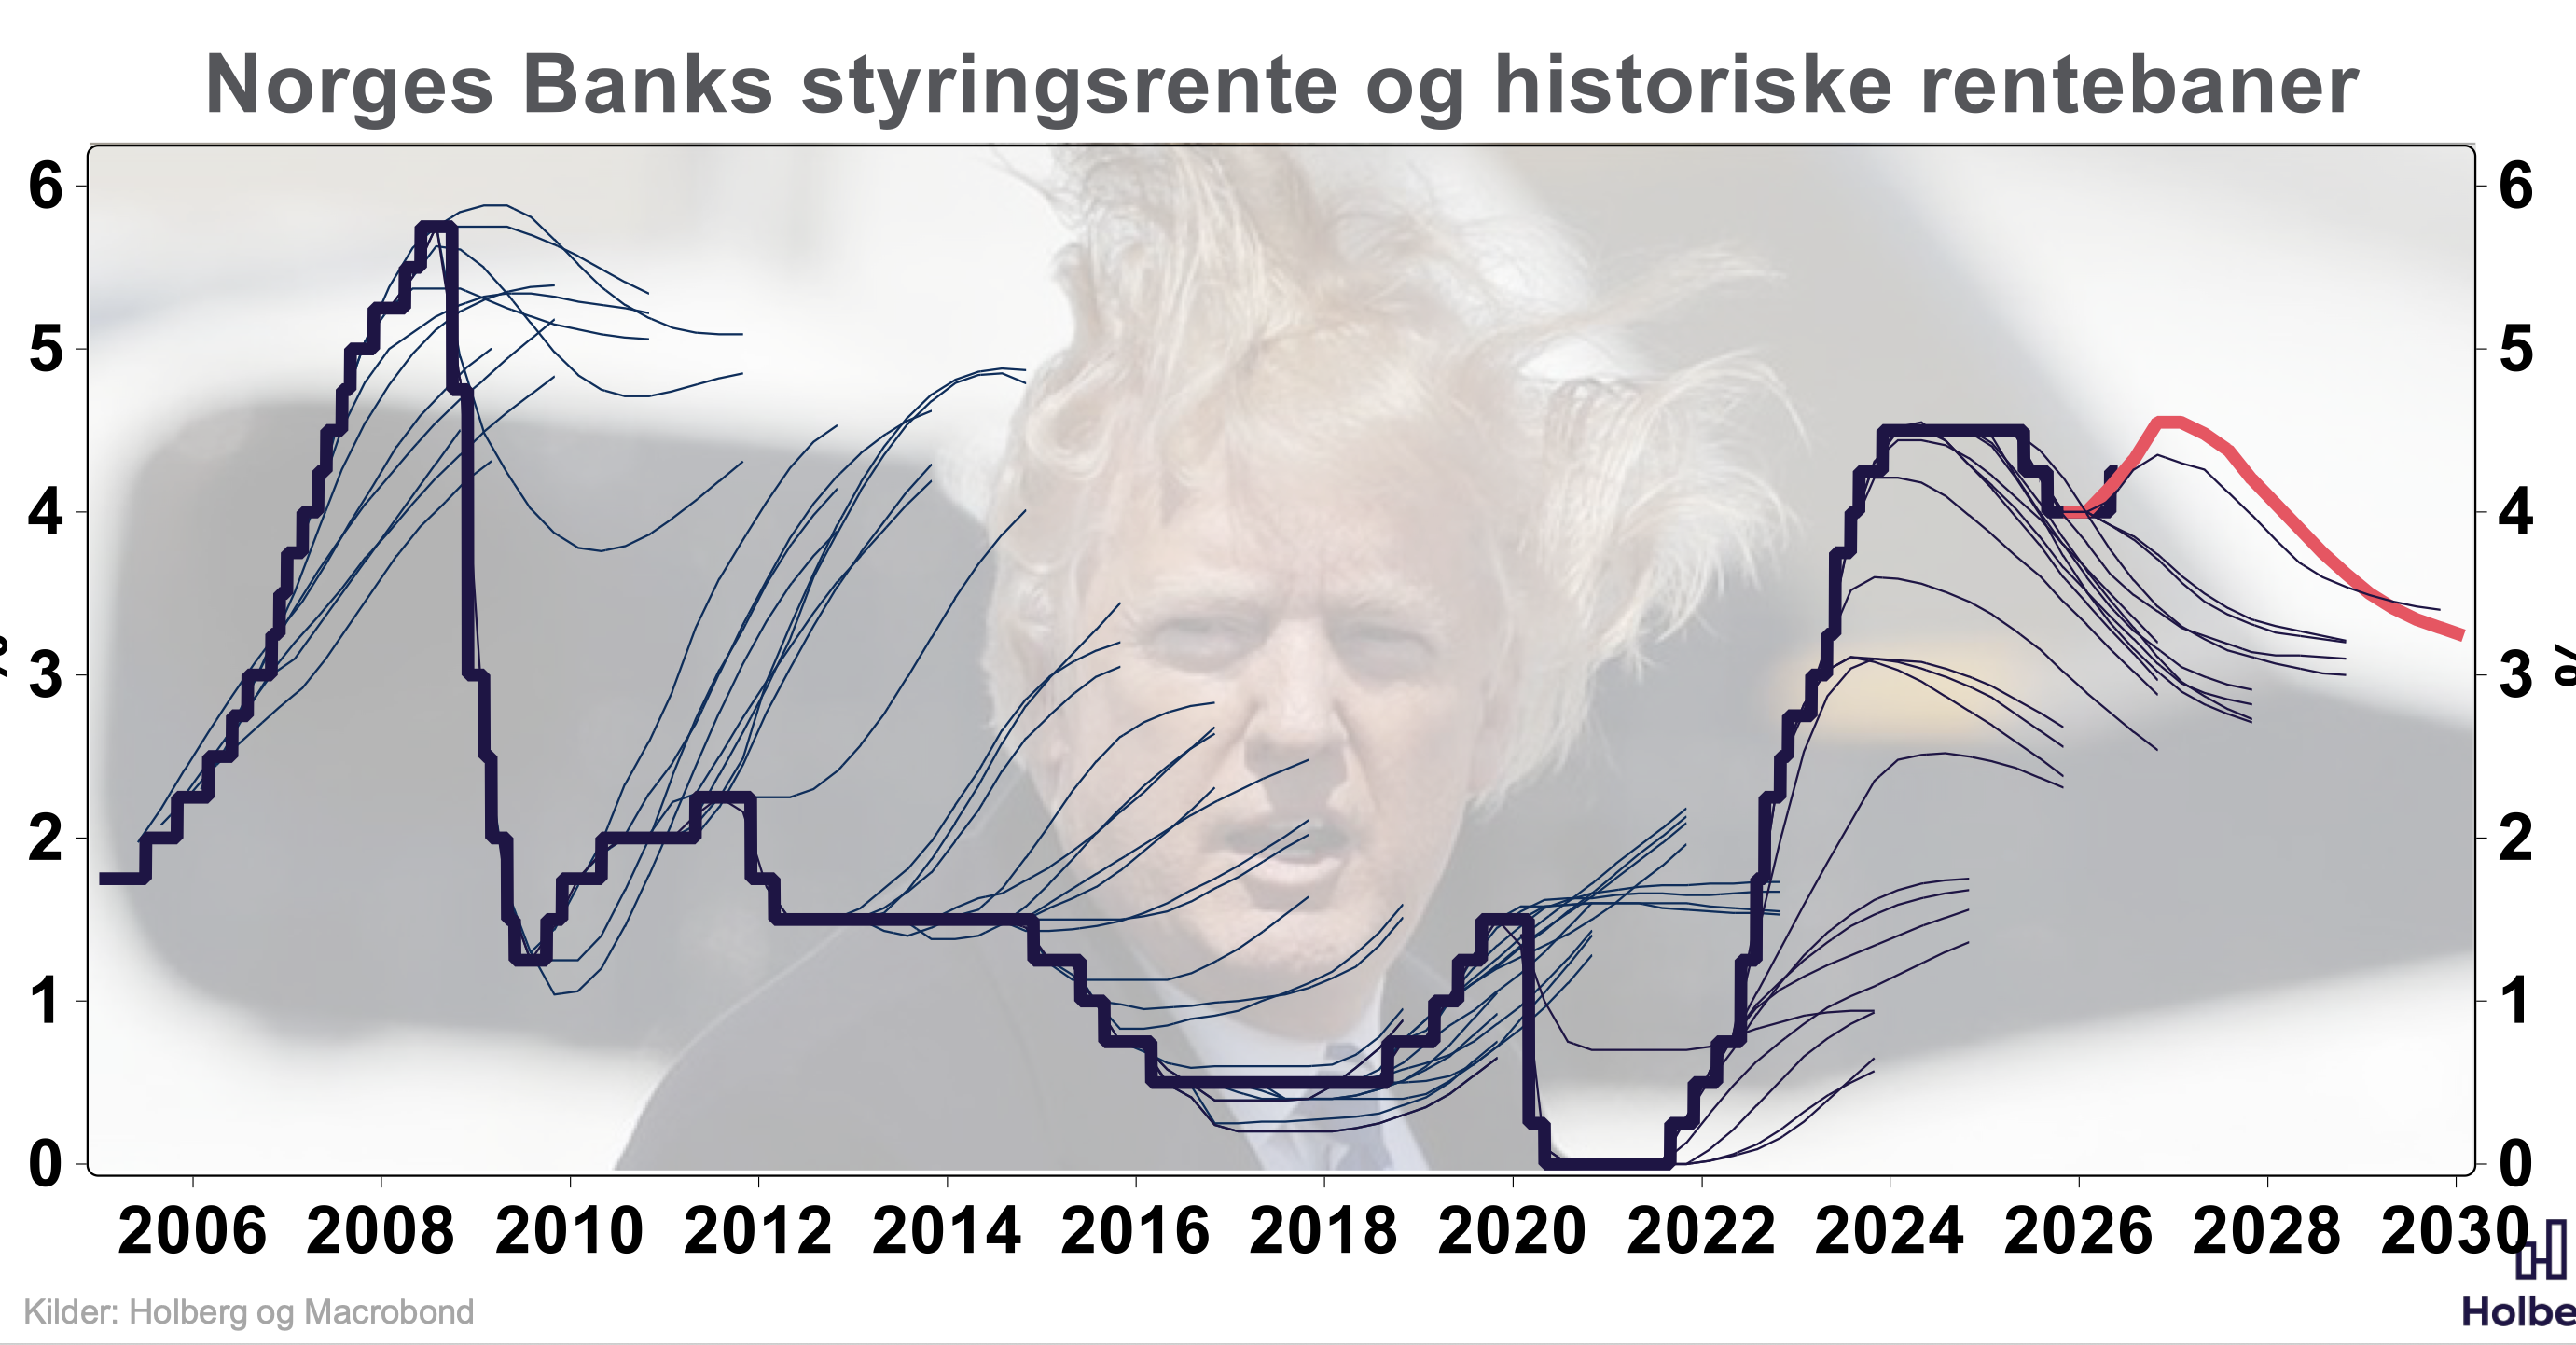 Norges Banks styringsrente og historiske rentebaner
6 6
5 5
4 4
3 % 3 %
2 2
1 1
0 0
2006 2008 2010 2012 2014 2016 2018 2020 2022 2024 2026 2028 2030
Kilder: Holberg og Macrobond
Holbe